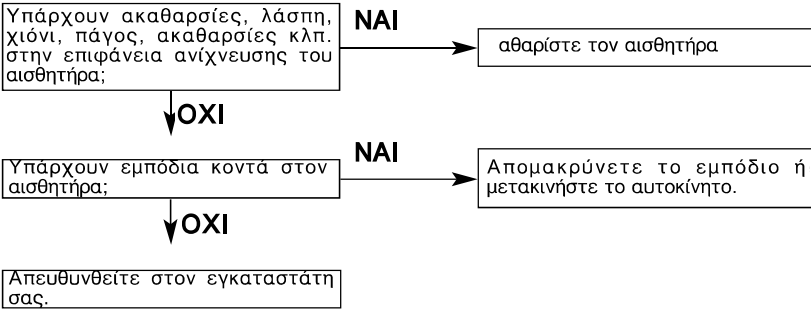 Υπάρχουν ακαθαρσίες, λάσπη,
χιόνι, πάγος, ακαθαρσίες κλπ.
στην επιφάνεια ανίχνευσης του
αισθητήρα;
ΝΑΙ
αθαρίστε τον αισθητήρα
ΟΧΙ
Υπάρχουν εμπόδια κοντά στον
αισθητήρα;
ΝΑΙ
Απομακρύνετε το εμπόδιο ή
μετακινήστε το αυτοκίνητο.
ΟΧΙ
Απευθυνθείτε στον εγκαταστάτη
σας.